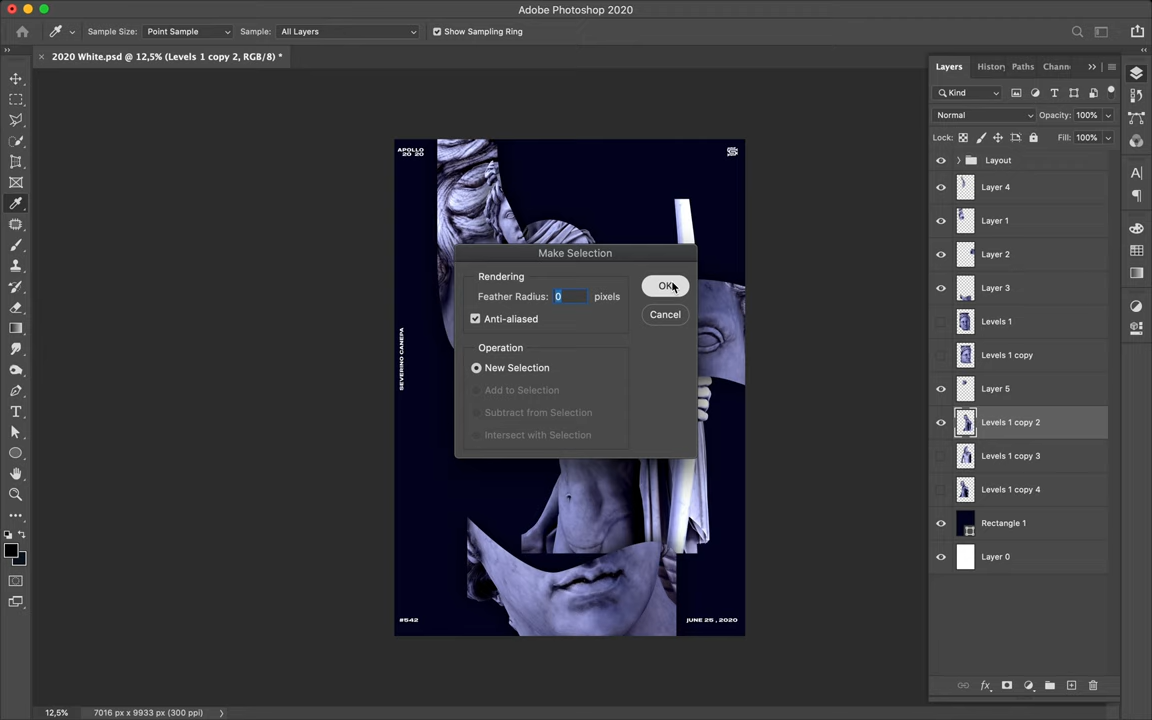 Adobe Photoshop 2020
Sample Size: Point Sample Sample: All Layers Show Sampling Ring
2020 White.psd @ 12,5% (Levels 1 copy 2, RGB/8) *
Layers History Paths Chann
Kind
Normal Opacity: 100%
Lock: Fill: 100%
Layout
Layer 4
Layer 1
Layer 2
Layer 3
Levels 1
Levels 1 copy
Layer 5
Levels 1 copy 2
Levels 1 copy 3
Levels 1 copy 4
Rectangle 1
Layer 0
APOLLO
20 20
SEVERINO CANEPA
#542
JUNE 25 , 2020
Make Selection
Rendering
Feather Radius: 0 pixels
Anti-aliased
OK
Cancel
Operation
New Selection
Add to Selection
Subtract from Selection
Intersect with Selection
12,5% 7016 px x 9933 px (300 ppi)